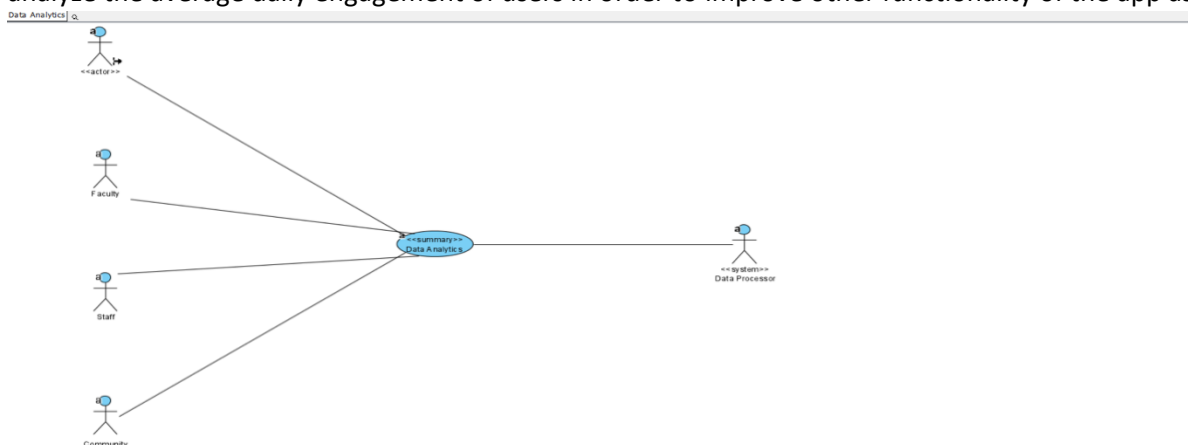 analyze the average daily engagement of users in order to improve other functionality of the app as
Data Analytics
a
<<actor>>
a
Faculty
<<summary>>
Data Analytics
a
<<system>>
Data Processor
a
Staff
a
Community